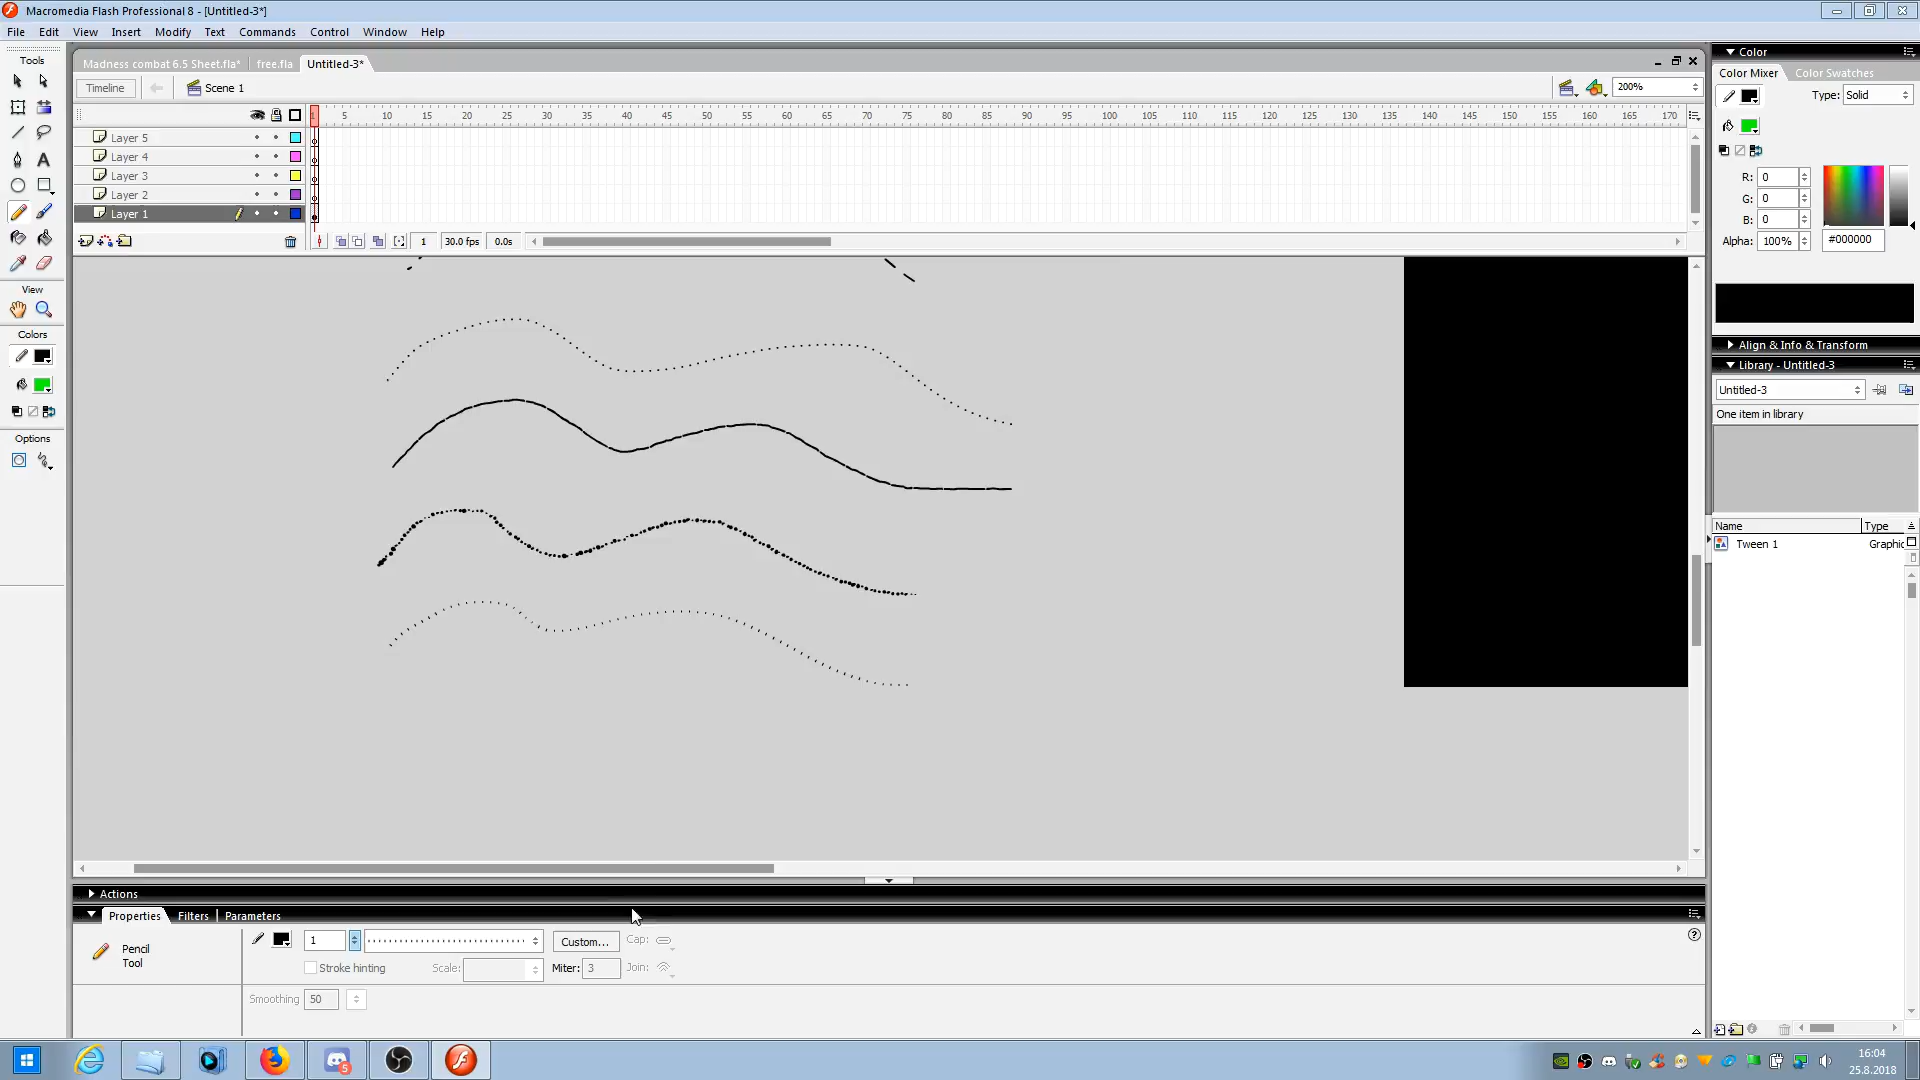 Macromedia Flash Professional 8 - [Untitled-3*]
File Edit View Insert Modify Text Commands Control Window Help
Tools
View
Colors
Options
Madness combat 6.5 Sheet.fla* free.fla Untitled-3*
Timeline Scene 1 200%
1 5 10 15 20 25 30 35 40 45 50 55 60 65 70 75 80 85 90 95 100 105 110 115 120 125 130 135 140 145 150 155 160 165 170
Layer 5
Layer 4
Layer 3
Layer 2
Layer 1
1 30.0 fps 0.0s
Color
Color Mixer Color Swatches
Type: Solid
R: 0
G: 0
B: 0
Alpha: 100% #000000
Align & Info & Transform
Library - Untitled-3
Untitled-3
One item in library
Name Type
Tween 1 Graphic
Actions
Properties Filters Parameters
Pencil
Tool
1 Custom... Cap:
Stroke hinting Scale: Miter: 3 Join:
Smoothing 50
5
16:04
25.8.2018